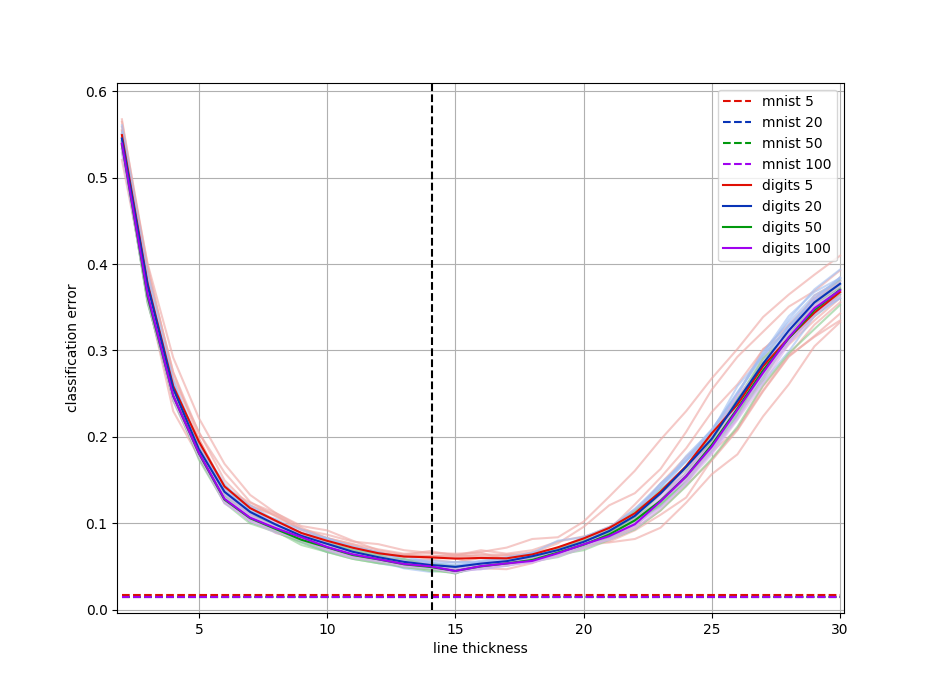 0.6
0.5
0.4
0.3
0.2
0.1
0.0
classification error
5
10
15
20
25
30
line thickness
mnist 5
mnist 20
mnist 50
mnist 100
digits 5
digits 20
digits 50
digits 100